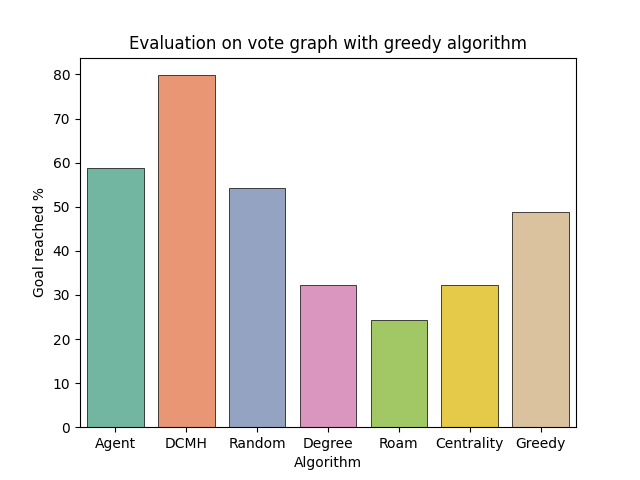 Evaluation on vote graph with greedy algorithm
Goal reached %
80
70
60
50
40
30
20
10
0
Agent DCMH Random Degree Roam Centrality Greedy
Algorithm